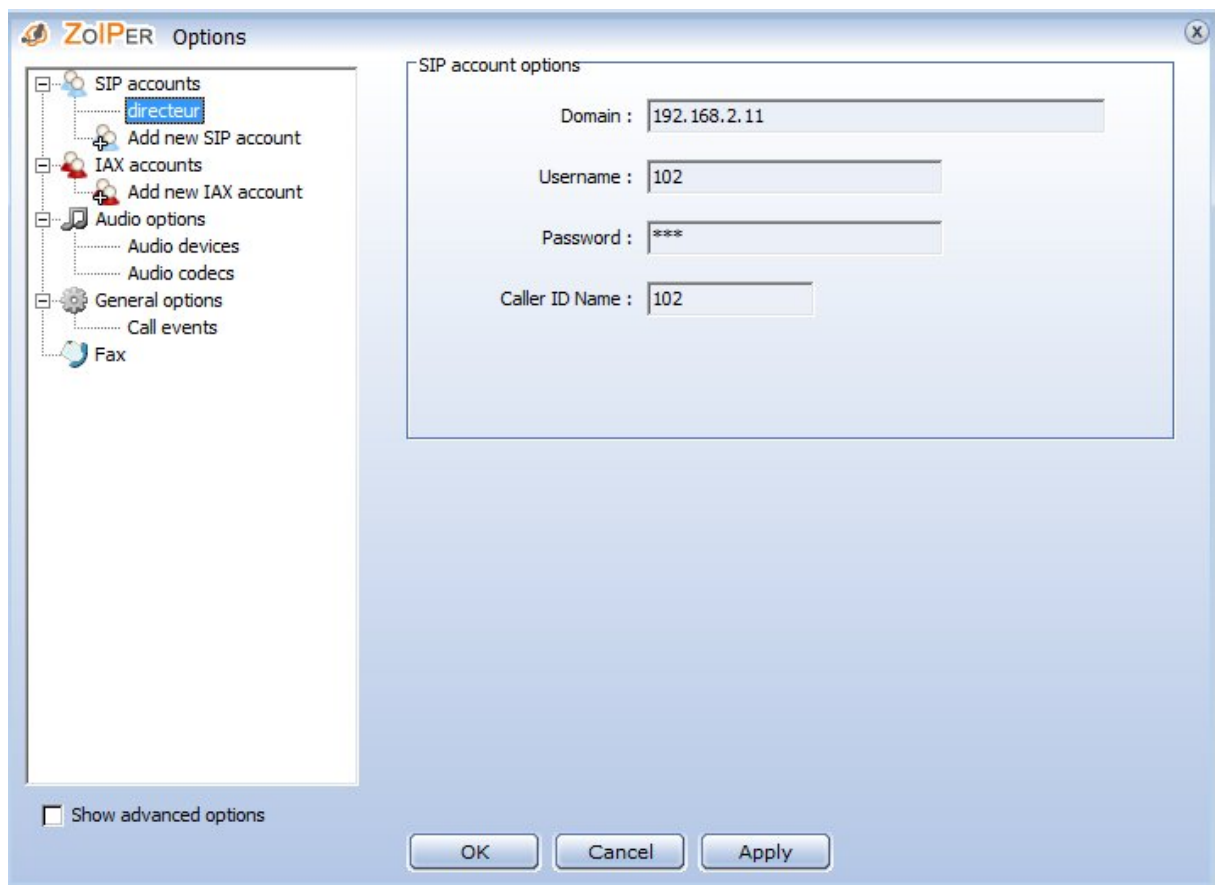 ZoIPer Options
SIP accounts
directeur
Add new SIP account
IAX accounts
Add new IAX account
Audio options
Audio devices
Audio codecs
General options
Call events
Fax
Show advanced options
SIP account options
Domain : 192.168.2.11
Username : 102
Password : ***
Caller ID Name : 102
OK Cancel Apply